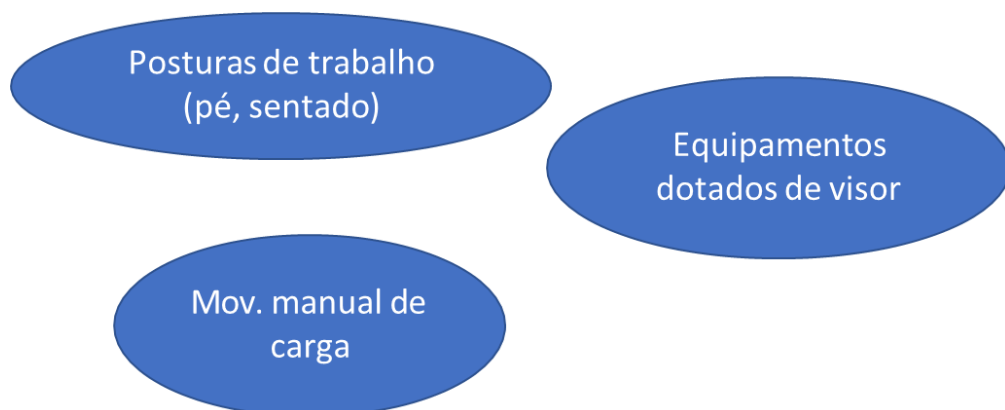 Posturas de trabalho
(pé, sentado)
Equipamentos
dotados de visor
Mov. manual de
carga